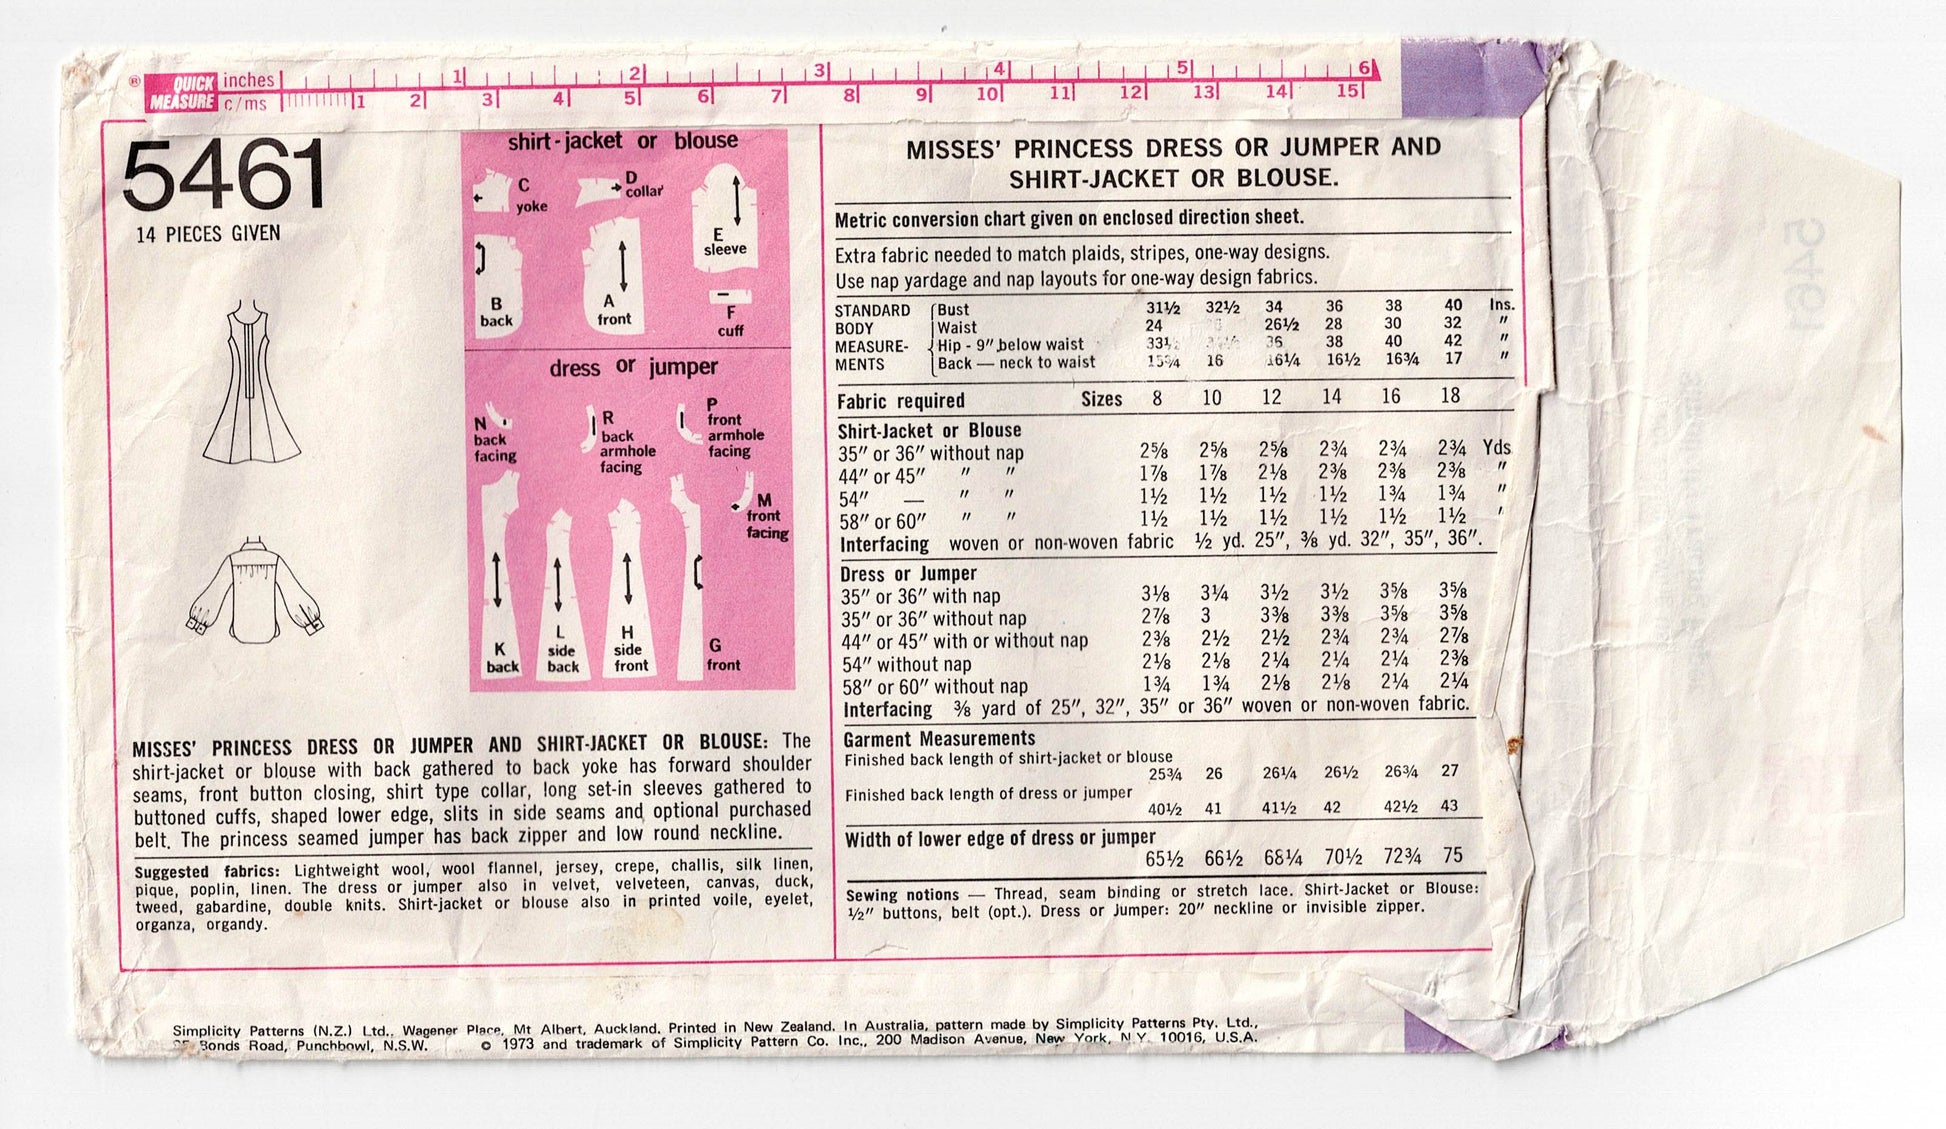 ® QUICK MEASURE inches 1 2 3 4 5 6
c/ms 1 2 3 4 5 6 7 8 9 10 11 12 13 14 15
5461
14 PIECES GIVEN
shirt-jacket or blouse
C
yoke
D
collar
E
sleeve
B
back
A
front
F
cuff
dress or jumper
N
back
facing
R
back
armhole
facing
P
front
armhole
facing
M
front
facing
K
back
L
side
back
H
side
front
G
front
MISSES' PRINCESS DRESS OR JUMPER AND SHIRT-JACKET OR BLOUSE: The
shirt-jacket or blouse with back gathered to back yoke has forward shoulder
seams, front button closing, shirt type collar, long set-in sleeves gathered to
buttoned cuffs, shaped lower edge, slits in side seams and optional purchased
belt. The princess seamed jumper has back zipper and low round neckline.
Suggested fabrics: Lightweight wool, wool flannel, jersey, crepe, challis, silk linen,
pique, poplin, linen. The dress or jumper also in velvet, velveteen, canvas, duck,
tweed, gabardine, double knits. Shirt-jacket or blouse also in printed voile, eyelet,
organza, organdy.
MISSES' PRINCESS DRESS OR JUMPER AND
SHIRT-JACKET OR BLOUSE.
Metric conversion chart given on enclosed direction sheet.
Extra fabric needed to match plaids, stripes, one-way designs.
Use nap yardage and nap layouts for one-way design fabrics.
STANDARD Bust 31½ 32½ 34 36 38 40 Ins.
BODY Waist 24 26½ 28 30 32 "
MEASURE- Hip - 9" below waist 33½ 36 38 40 42 "
MENTS Back — neck to waist 15¾ 16 16¼ 16½ 16¾ 17 "
Fabric required Sizes 8 10 12 14 16 18
Shirt-Jacket or Blouse
35" or 36" without nap 2⅝ 2⅝ 2⅝ 2¾ 2¾ 2¾ Yds
44" or 45" " " 1⅞ 1⅞ 2⅛ 2⅜ 2⅜ 2⅜ "
54" — " " 1½ 1½ 1½ 1½ 1¾ 1¾ "
58" or 60" " " 1½ 1½ 1½ 1½ 1½ 1½ '
Interfacing woven or non-woven fabric ½ yd. 25", ⅜ yd. 32", 35", 36".
Dress or Jumper
35" or 36" with nap 3⅛ 3¼ 3½ 3½ 3⅝ 3⅝
35" or 36" without nap 2⅞ 3 3⅜ 3⅜ 3⅝ 3⅝
44" or 45" with or without nap 2⅜ 2½ 2½ 2¾ 2¾ 2⅞
54" without nap 2⅛ 2⅛ 2¼ 2¼ 2¼ 2⅜
58" or 60" without nap 1¾ 1¾ 2⅛ 2⅛ 2¼ 2¼
Interfacing ⅜ yard of 25", 32", 35" or 36" woven or non-woven fabric.
Garment Measurements
Finished back length of shirt-jacket or blouse
25¾ 26 26¼ 26½ 26¾ 27
Finished back length of dress or jumper
40½ 41 41½ 42 42½ 43
Width of lower edge of dress or jumper
65½ 66½ 68¼ 70½ 72¾ 75
Sewing notions — Thread, seam binding or stretch lace. Shirt-Jacket or Blouse:
½" buttons, belt (opt.). Dress or Jumper: 20" neckline or invisible zipper.
Simplicity Patterns (N.Z.) Ltd., Wagener Place, Mt Albert, Auckland. Printed in New Zealand. In Australia, pattern made by Simplicity Patterns Pty. Ltd.,
Bonds Road, Punchbowl, N.S.W. © 1973 and trademark of Simplicity Pattern Co. Inc., 200 Madison Avenue, New York, N.Y. 10016, U.S.A.